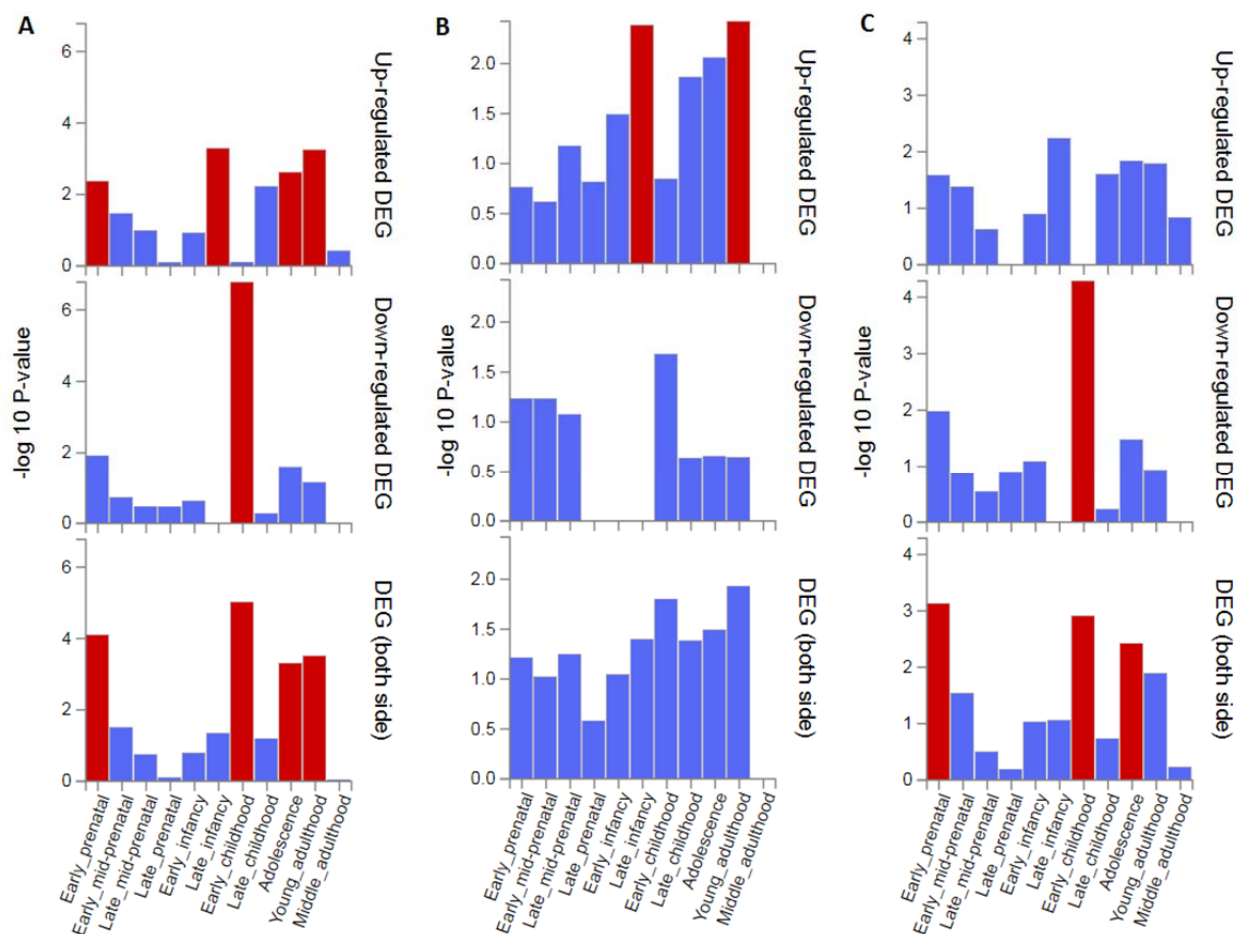 A
6
4
2
0
Up-regulated DEG
6
4
2
0
Down-regulated DEG
6
4
2
0
DEG (both side)
-log 10 P-value
Early_prenatal
Early_mid-prenatal
Late_mid-prenatal
Late_prenatal
Early_infancy
Late_infancy
Early_childhood
Late_childhood
Adolescence
Young_adulthood
Middle_adulthood
B
2.0
1.5
1.0
0.5
0.0
Up-regulated DEG
2.0
1.5
1.0
0.5
0.0
Down-regulated DEG
2.0
1.5
1.0
0.5
0.0
DEG (both side)
-log 10 P-value
Early_prenatal
Early_mid-prenatal
Late_mid-prenatal
Late_prenatal
Early_infancy
Late_infancy
Early_childhood
Late_childhood
Adolescence
Young_adulthood
Middle_adulthood
C
4
3
2
1
0
Up-regulated DEG
4
3
2
1
0
Down-regulated DEG
4
3
2
1
0
DEG (both side)
-log 10 P-value
Early_prenatal
Early_mid-prenatal
Late_mid-prenatal
Late_prenatal
Early_infancy
Late_infancy
Early_childhood
Late_childhood
Adolescence
Young_adulthood
Middle_adulthood